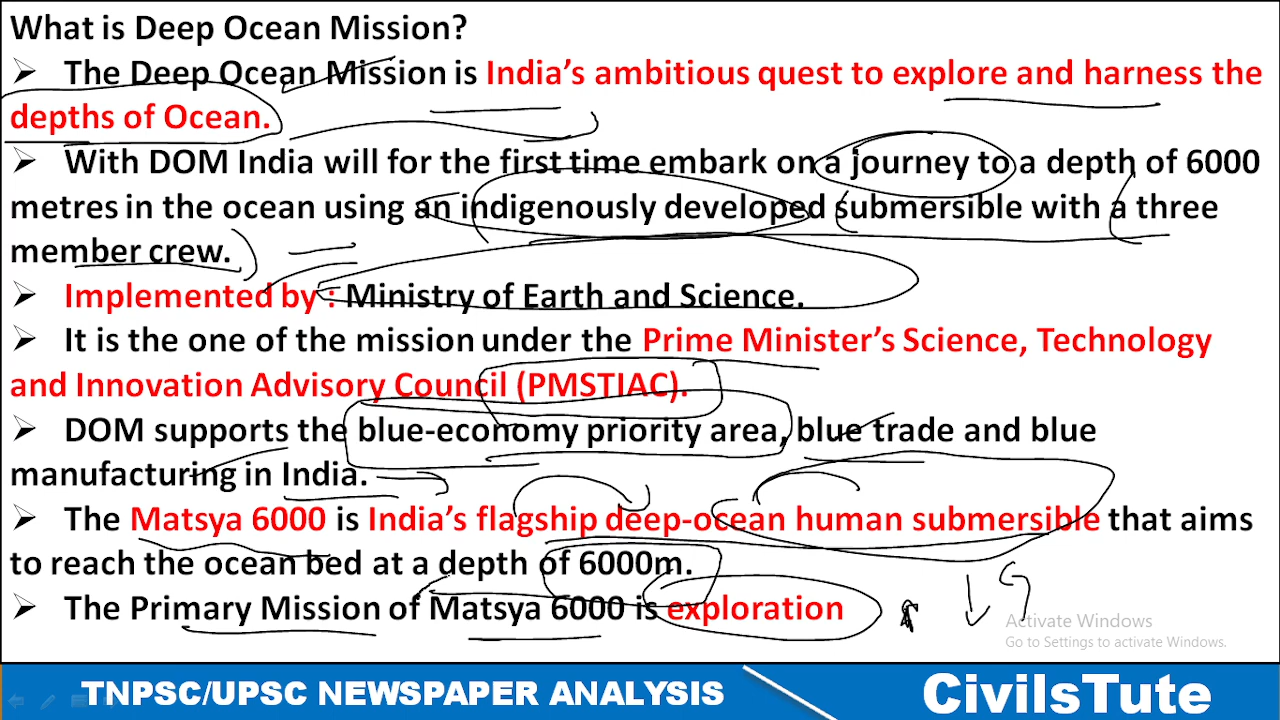 What is Deep Ocean Mission?
➢ The Deep Ocean Mission is India's ambitious quest to explore and harness the
depths of Ocean.
➢ With DOM India will for the first time embark on a journey to a depth of 6000
metres in the ocean using an indigenously developed submersible with a three
member crew.
➢ Implemented by : Ministry of Earth and Science.
➢ It is the one of the mission under the Prime Minister's Science, Technology
and Innovation Advisory Council (PMSTIAC).
➢ DOM supports the blue-economy priority area, blue trade and blue
manufacturing in India.
➢ The Matsya 6000 is India's flagship deep-ocean human submersible that aims
to reach the ocean bed at a depth of 6000m.
➢ The Primary Mission of Matsya 6000 is exploration
Activate Windows
Go to Settings to activate Windows.
TNPSC/UPSC NEWSPAPER ANALYSIS
CivilsTute